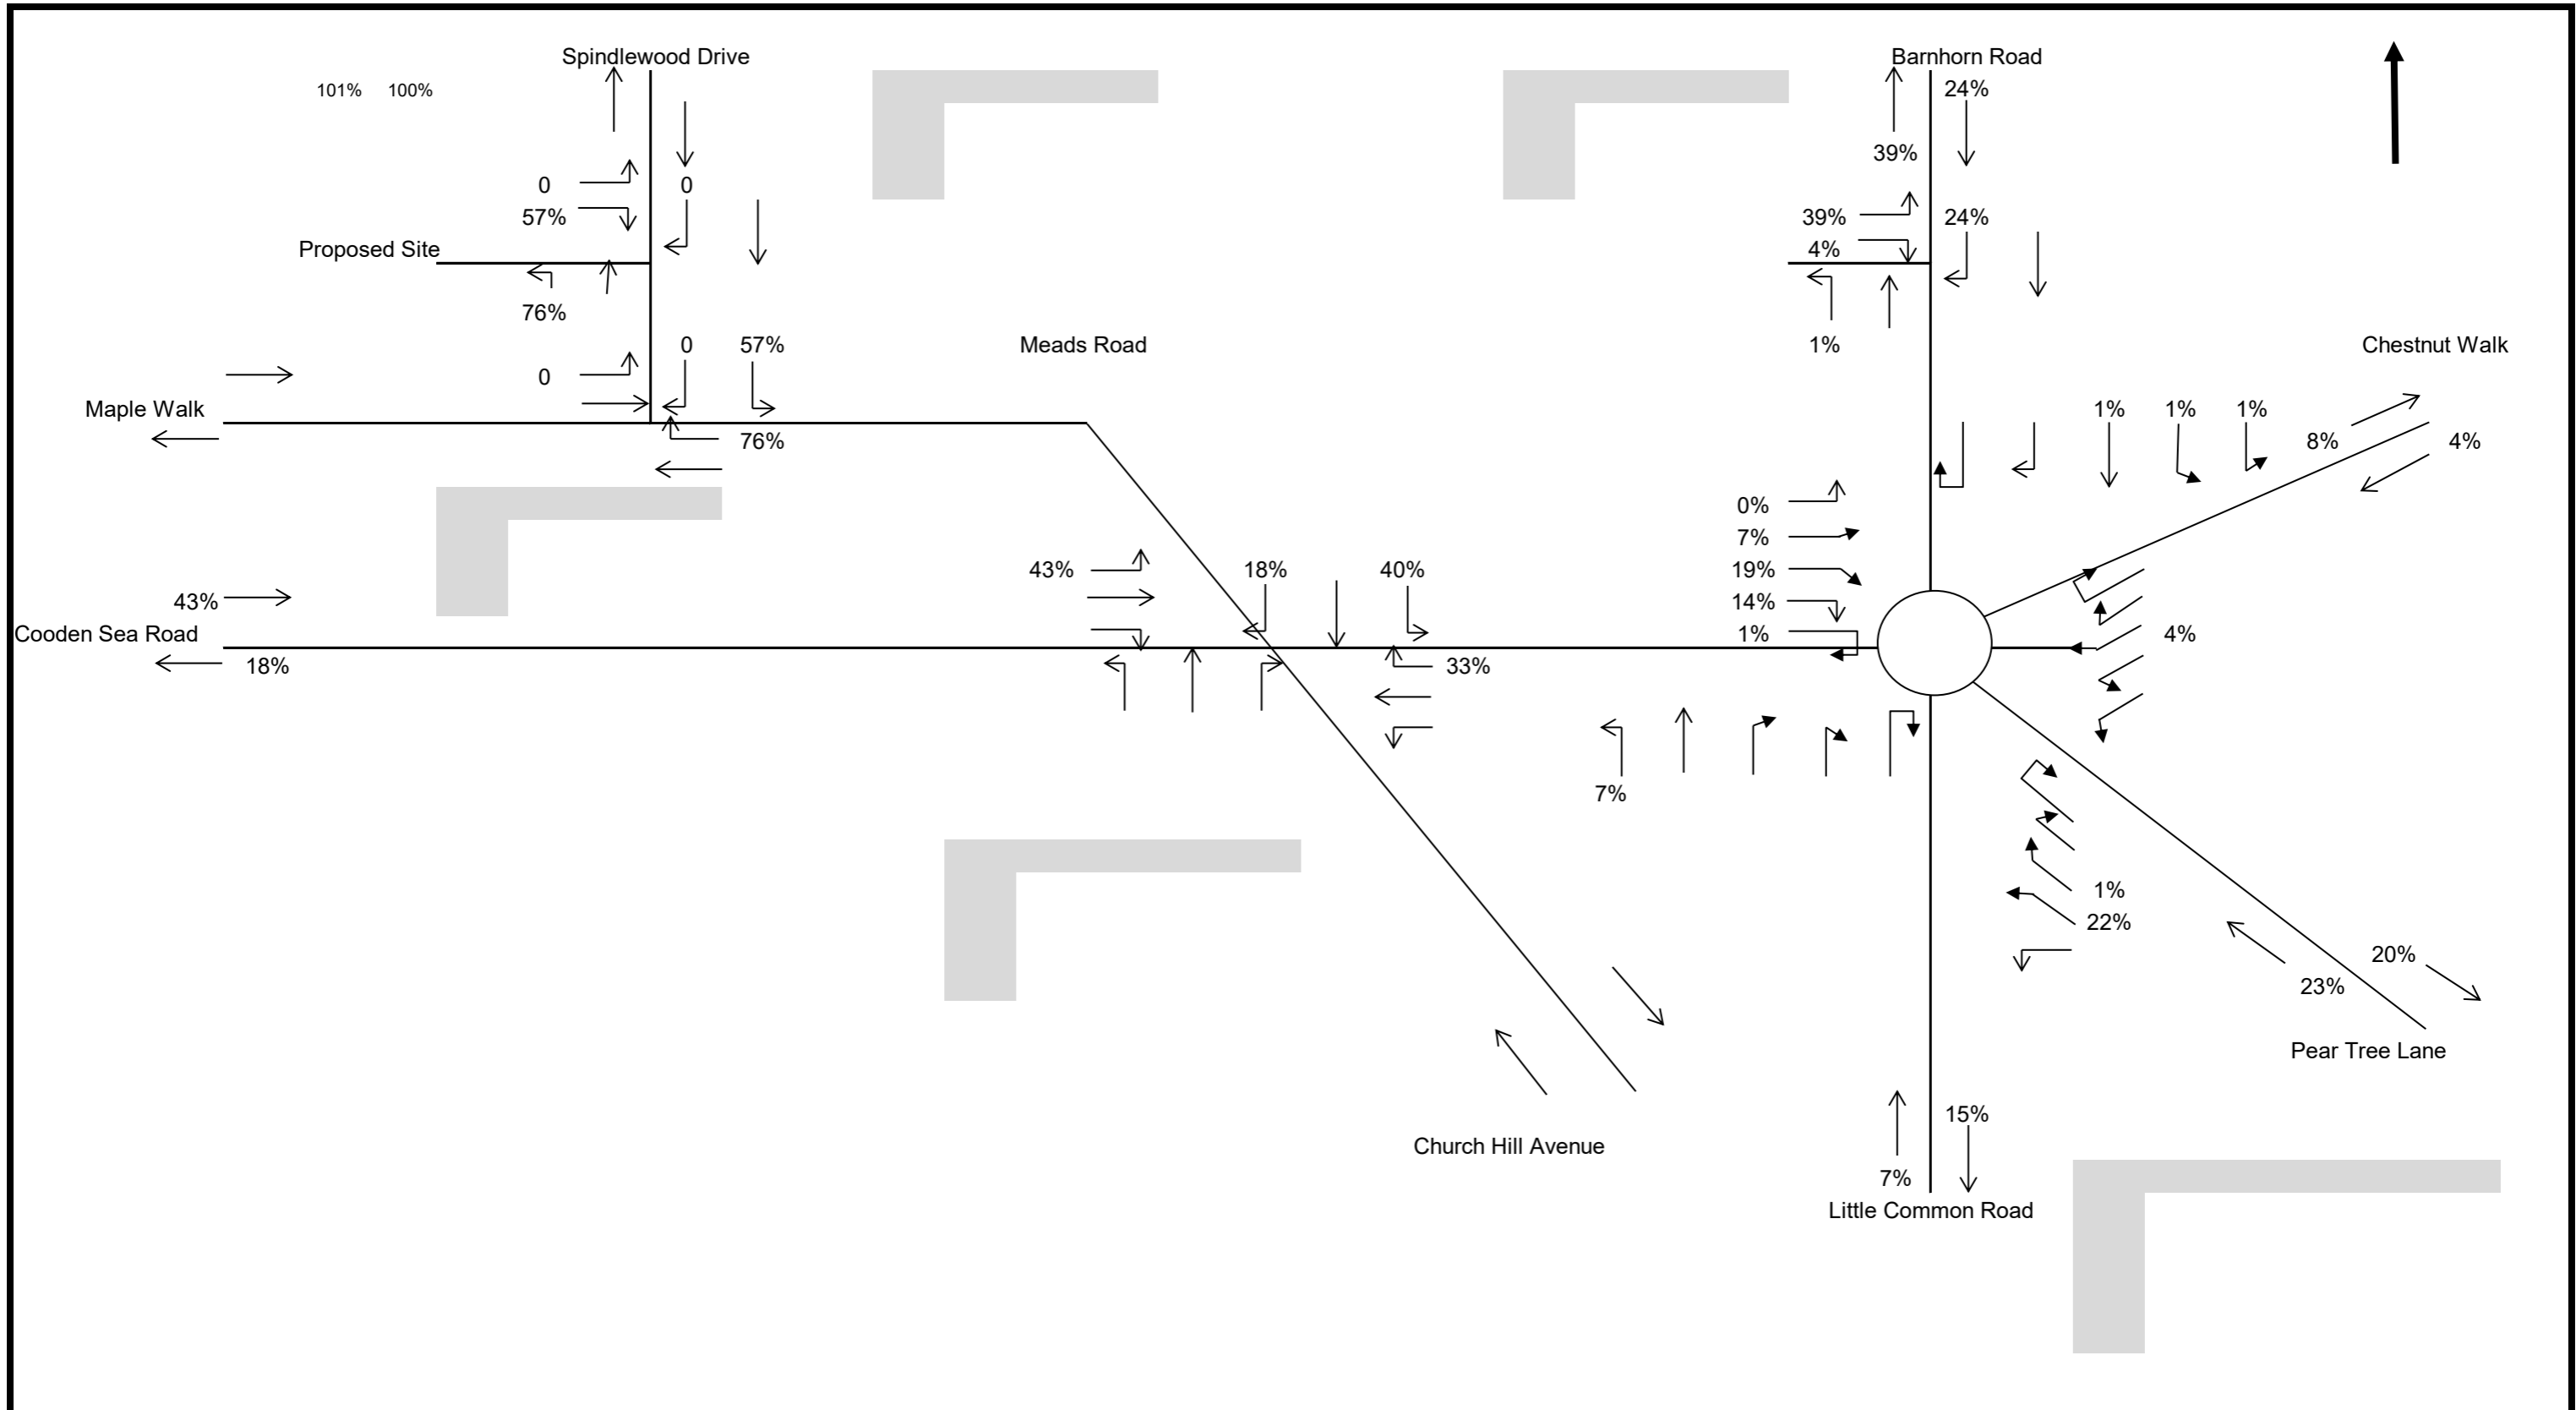 Spindlewood Drive
Barnhorn Road
101% 100%
24%
39%
0 0
57%
39% 24%
Proposed Site
4%
76%
1%
0 57%
Meads Road
Chestnut Walk
0
Maple Walk
1% 1% 1%
76%
8% 4%
0%
7%
43% 18% 40%
19%
43%
14%
Cooden Sea Road
1%
4%
18%
33%
7%
1%
22%
20%
23%
Pear Tree Lane
15%
Church Hill Avenue
7%
Little Common Road